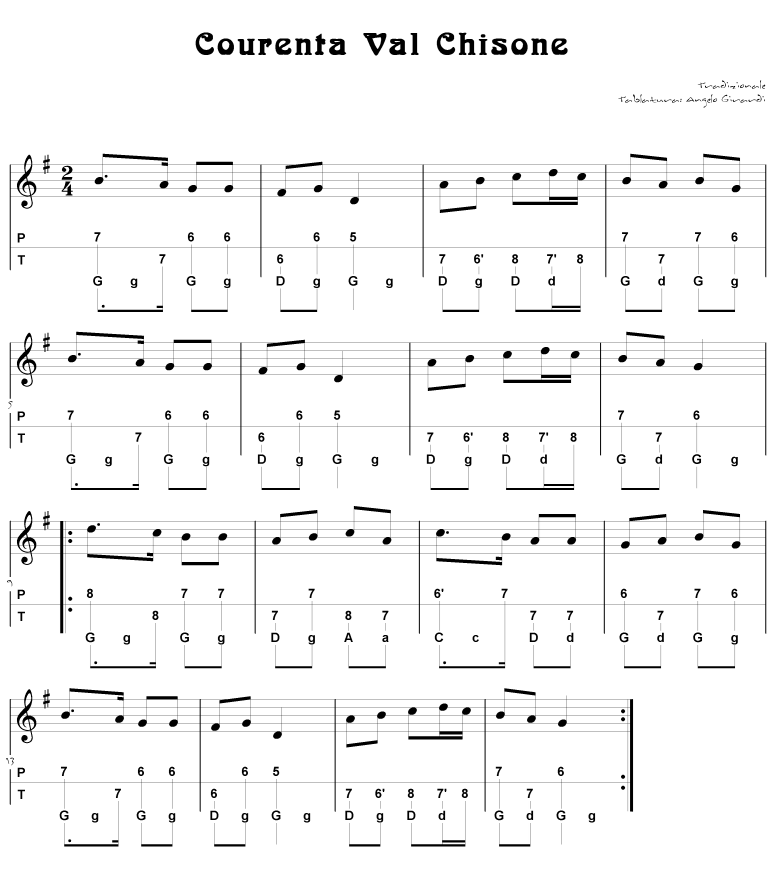 Courenta Val Chisone
Tradizionale
Tablatura: Angelo Girardi
2
4
P 7 6 6 6 5 7 7 6
T 7 6 7 6' 8 7' 8 7
G g G g D g G g D g D d G d G g
5
P 7 6 6 6 5 7 6
T 7 6 7 6' 8 7' 8 7
G g G g D g G g D g D d G d G g
9
P 8 7 7 7 6' 7 6 7 6
T 8 7 8 7 7 7 7
G g G g D g A a C c D d G d G g
13
P 7 6 6 6 5 7 6
T 7 6 7 6' 8 7' 8 7
G g G g D g G g D g D d G d G g